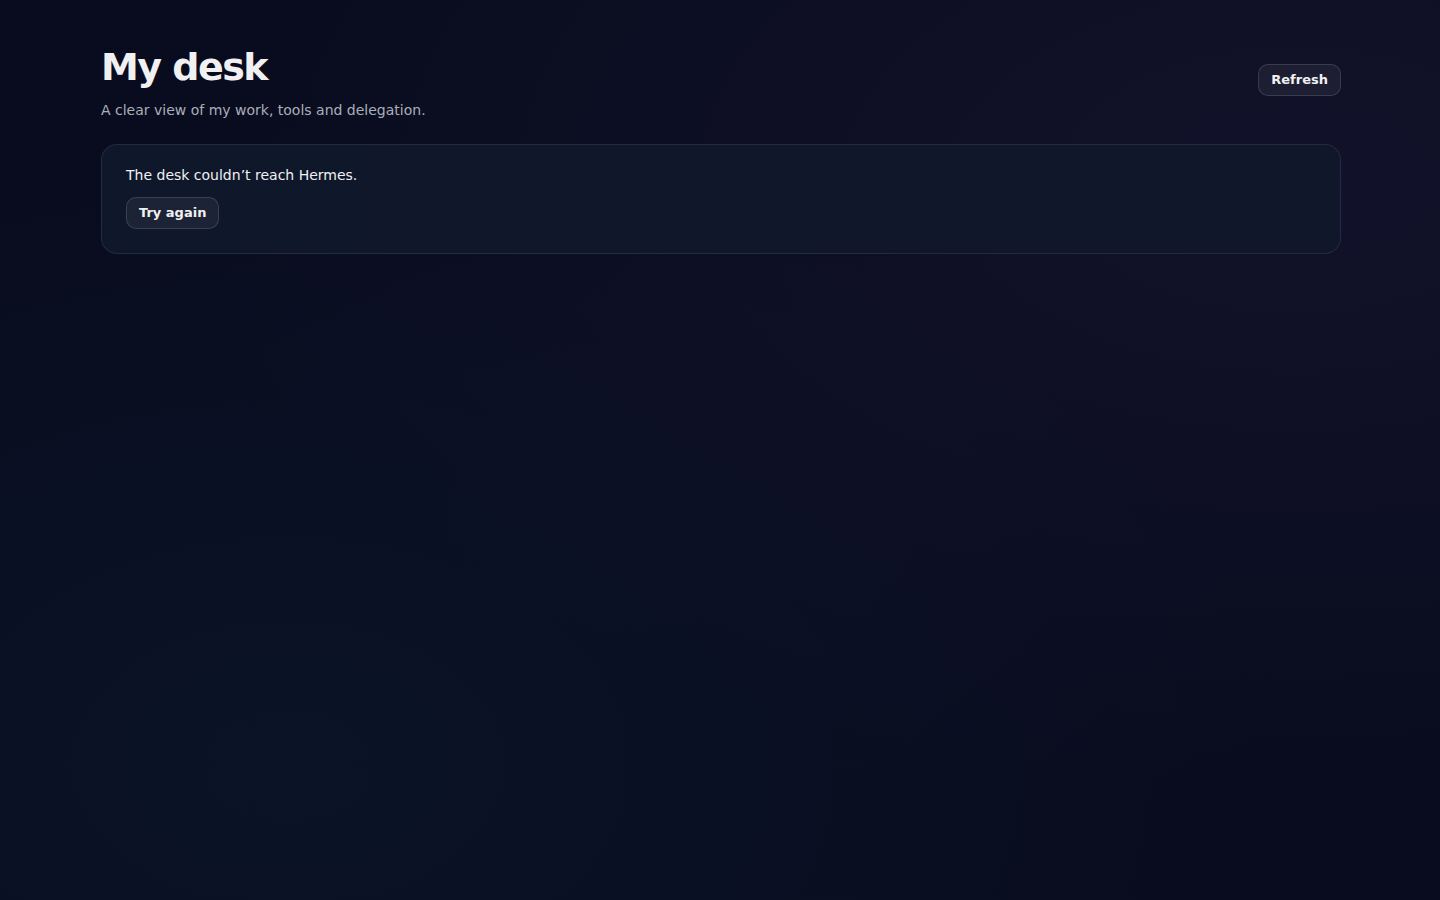 My desk
Refresh
A clear view of my work, tools and delegation.
The desk couldn’t reach Hermes.
Try again